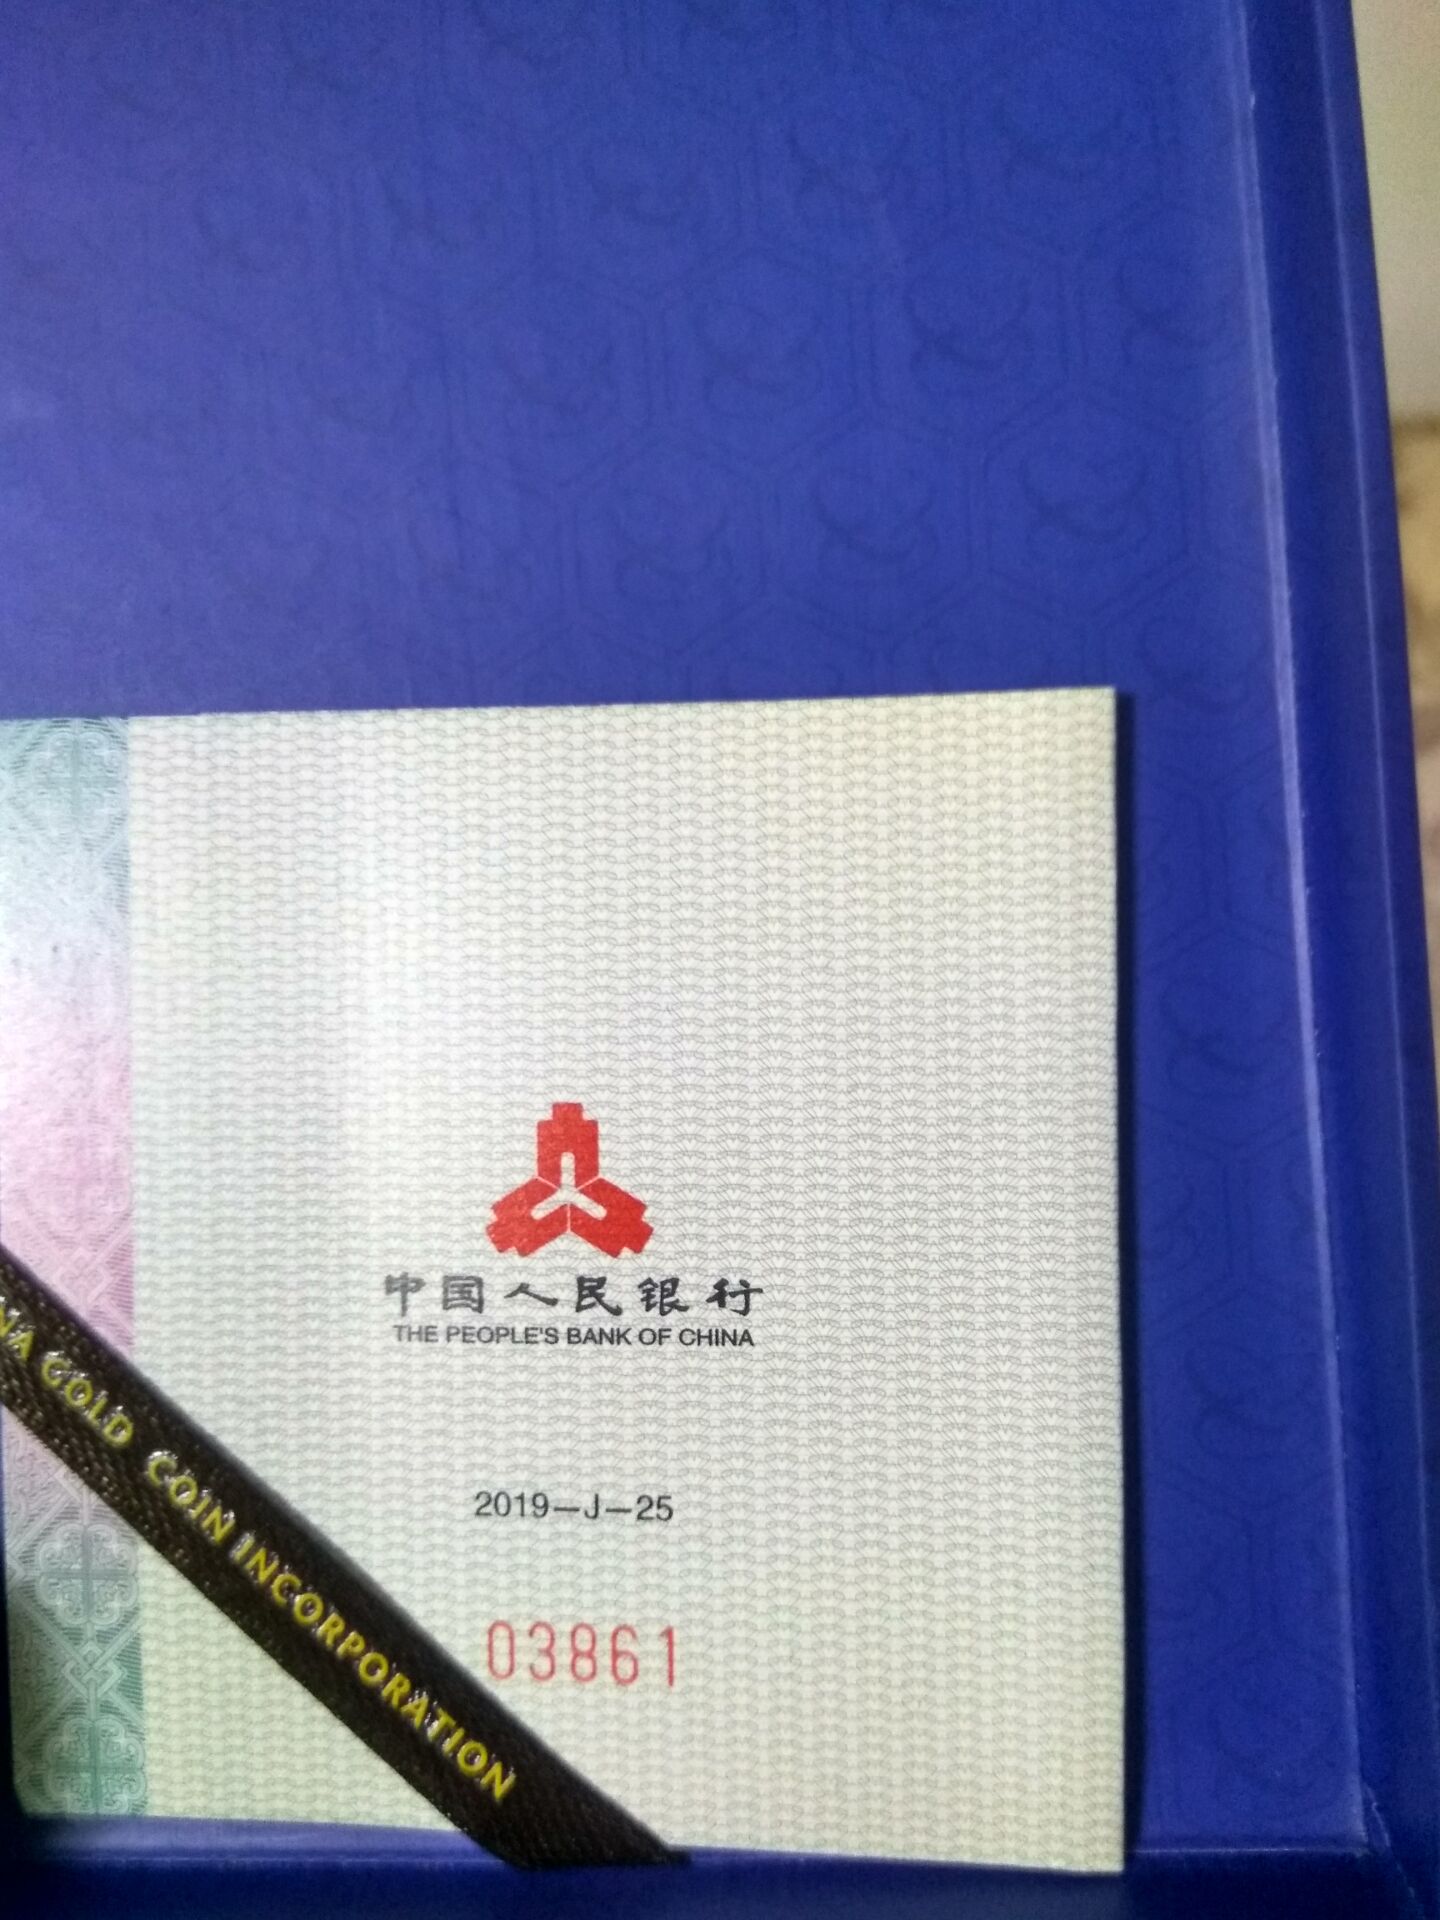 中国人民银行
THE PEOPLE'S BANK OF CHINA
2019-J-25
03861
GOLD COIN INCORPORATION